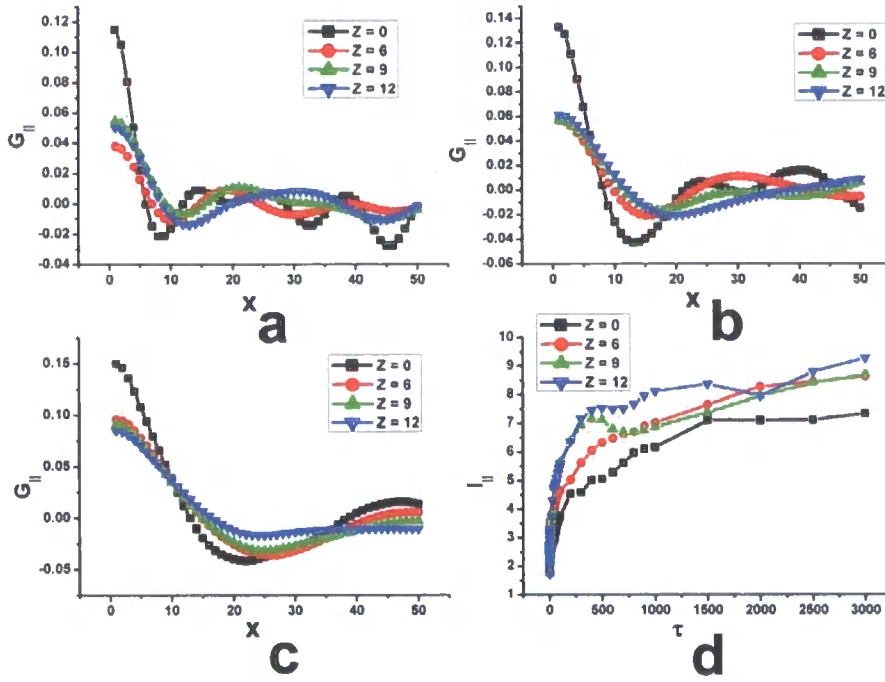 0.12
0.10
0.08
0.06
0.04
0.02
0.00
-0.02
-0.04
G||
0 10 20 30 40 50
X
Z = 0
Z = 6
Z = 9
Z = 12
a
0.14
0.12
0.10
0.08
0.06
0.04
0.02
0.00
-0.02
-0.04
-0.06
G||
0 10 20 30 40 50
X
Z = 0
Z = 6
Z = 9
Z = 12
b
0.15
0.10
0.05
0.00
-0.05
G||
0 10 20 30 40 50
X
Z = 0
Z = 6
Z = 9
Z = 12
c
Z = 0
Z = 6
Z = 9
Z = 12
10
9
8
7
6
5
4
3
2
1
I||
0 500 1000 1500 2000 2500 3000
τ
d